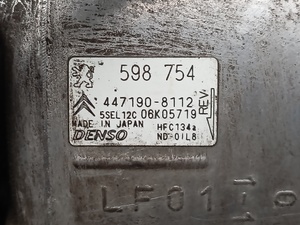 598 754
447190-8112
5SEL12C 06K05719
REV
MADE IN JAPAN HFC134a
DENSO ND-OIL8
LF01